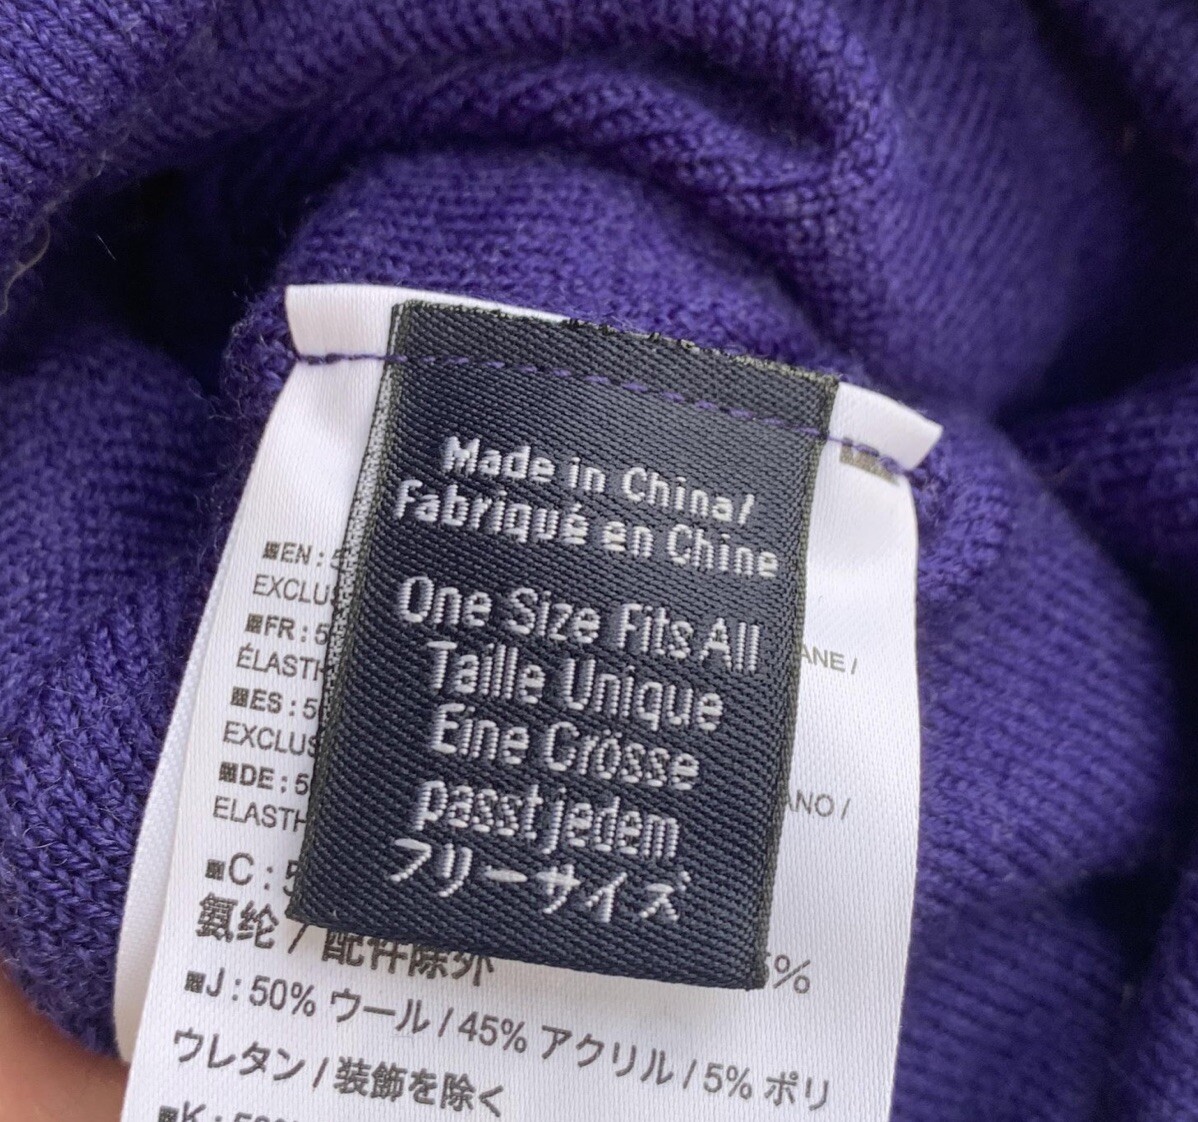 Made in China/
Fabriqué en Chine
One Size Fits All
Taille Unique
Eine Grösse
passt jedem
フリーサイズ
EN : 5
EXCLUS
FR : 5
ANE /
ÉLASTH
ES : 5
EXCLUS
DE : 5
ANO /
ELASTH
C : 5
%
氨纶 / 配件除外
J : 50% ウール / 45% アクリル / 5% ポリ
ウレタン / 装飾を除く
K : 50%